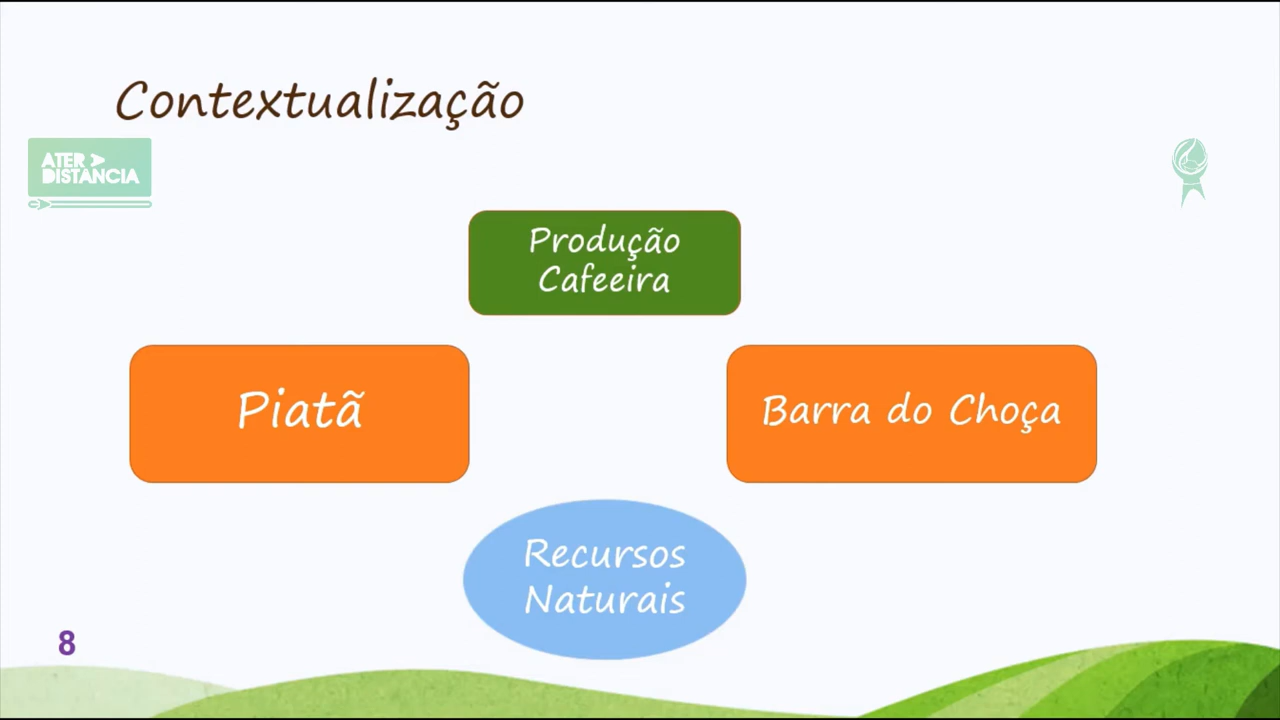 Contextualização
ATER A
DISTANCIA
Produção
Cafeeira
Piatã
Barra do Choça
Recursos
Naturais
8